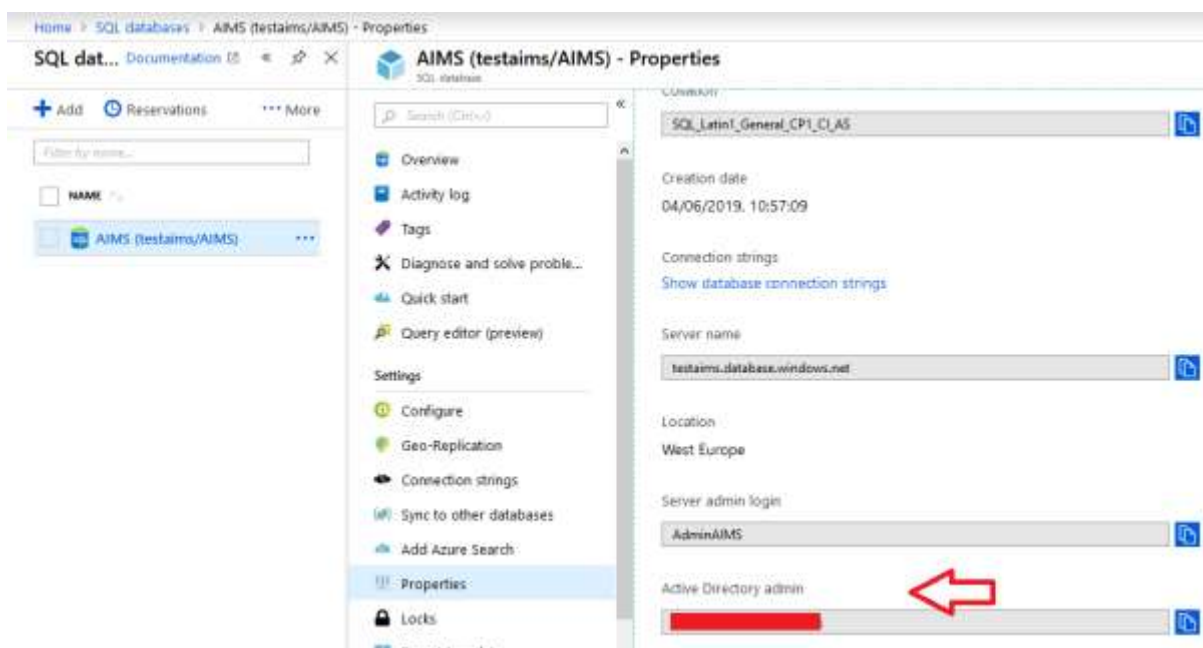 Home > SQL databases > AIMS (testaims/AIMS) - Properties
SQL dat... Documentation
AIMS (testaims/AIMS) - Properties
SQL database
Add Reservations ... More
Search (Ctrl+/)
Filter by name...
NAME
AIMS (testaims/AIMS) ...
Overview
Activity log
Tags
Diagnose and solve proble...
Quick start
Query editor (preview)
Settings
Configure
Geo-Replication
Connection strings
Sync to other databases
Add Azure Search
Properties
Locks
Collation
SQL_Latin1_General_CP1_CI_AS
Creation date
04/06/2019, 10:57:09
Connection strings
Show database connection strings
Server name
testaims.database.windows.net
Location
West Europe
Server admin login
AdminAIMS
Active Directory admin